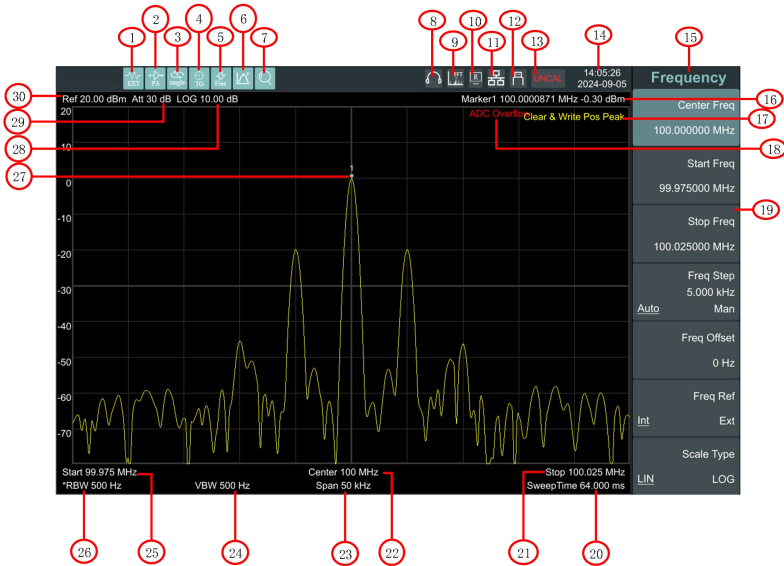 1 2 3 4 5 6 7 8 9 10 11 12 13 14 15
EXT PA single TG Free UNCAL 14:05:26
2024-09-05
Frequency
30 Ref 20.00 dBm Att 30 dB LOG 10.00 dB Marker1 100.0000871 MHz -0.30 dBm 16
29 20 ADC Overflow Clear & Write Pos Peak 17
28 10 18
27 0 1
-10 19
-20
-30
-40
-50
-60
-70
Center Freq
100.000000 MHz
Start Freq
99.975000 MHz
Stop Freq
100.025000 MHz
Freq Step
5.000 kHz
Auto Man
Freq Offset
0 Hz
Freq Ref
Int Ext
Scale Type
LIN LOG
Start 99.975 MHz Center 100 MHz Stop 100.025 MHz
*RBW 500 Hz VBW 500 Hz Span 50 kHz SweepTime 64.000 ms
26 25 24 23 22 21 20